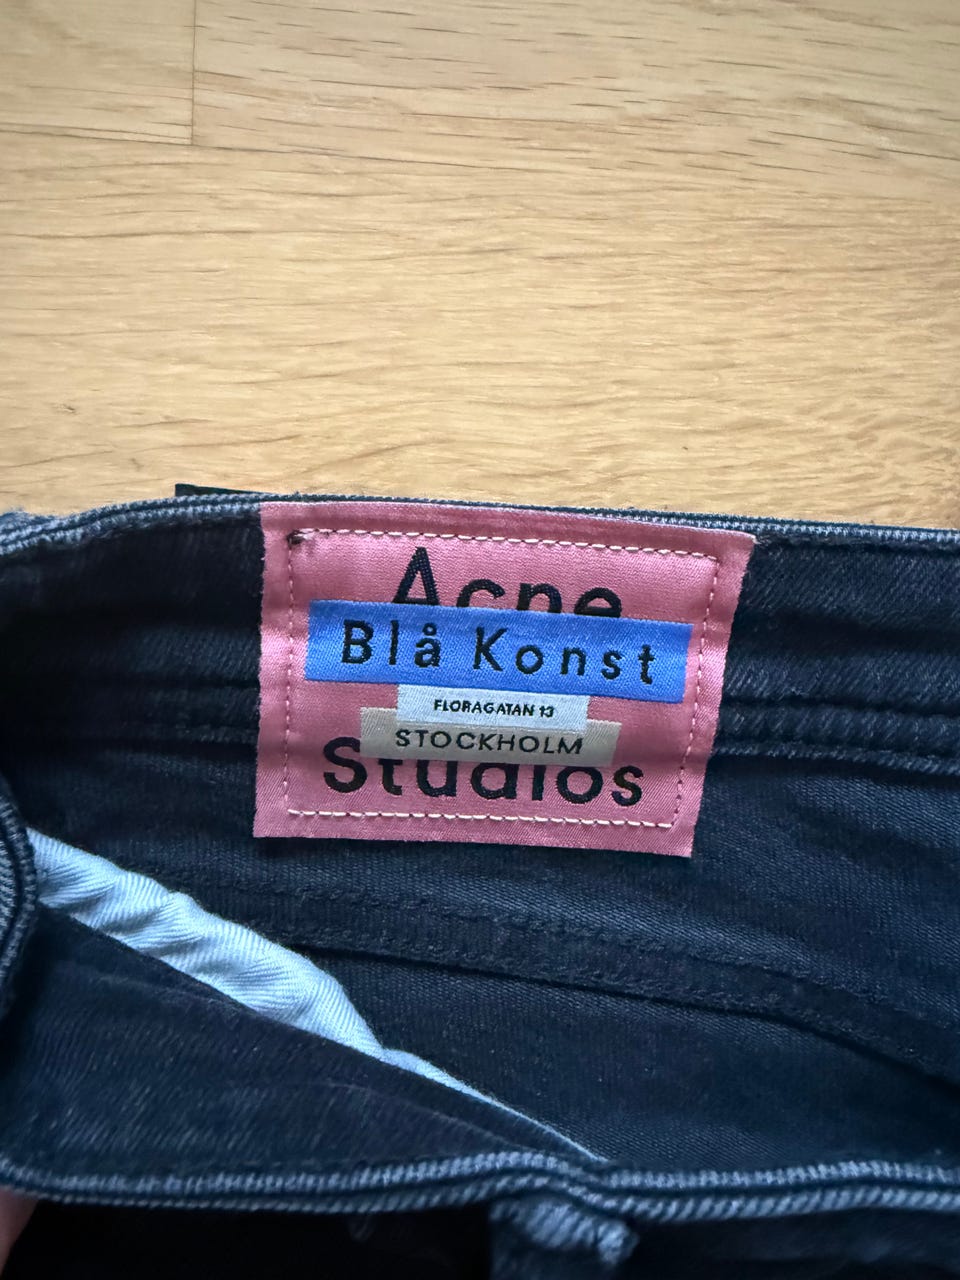 Acne
Blå Konst
FLORAGATAN 13
STOCKHOLM
Studios